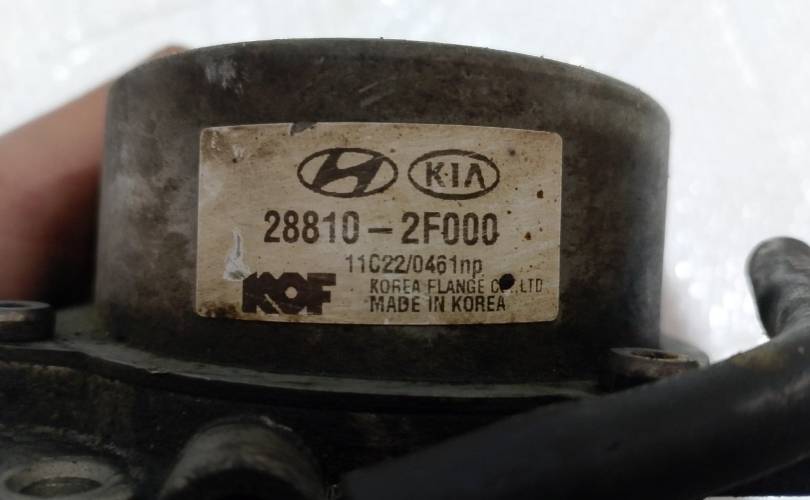 KIA
28810-2F000
11C22/0461np
KOF
KOREA FLANGE CO.,LTD
MADE IN KOREA